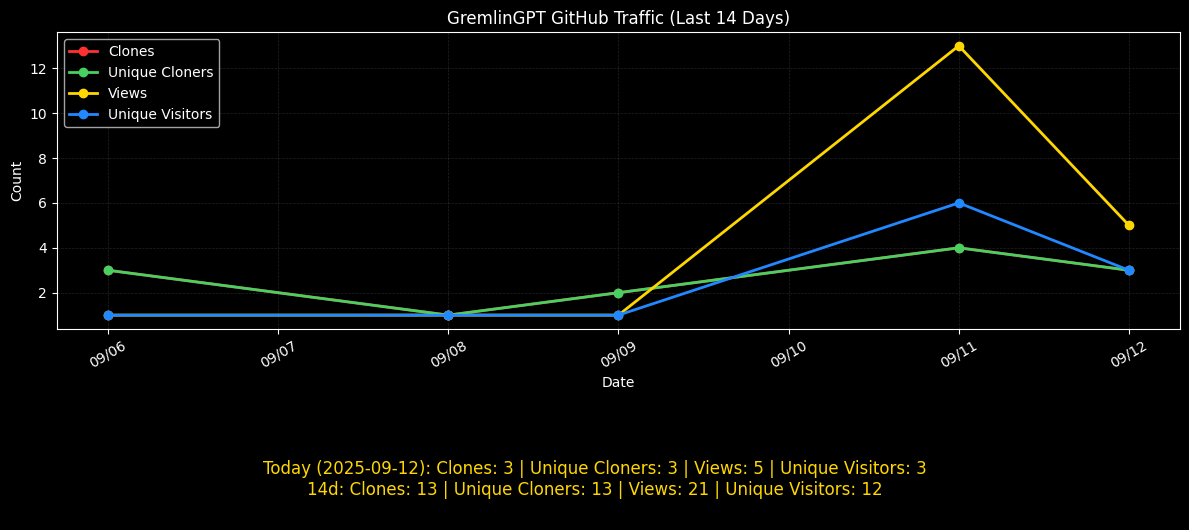 GremlinGPT GitHub Traffic (Last 14 Days)
Clones
Unique Cloners
Views
Unique Visitors
Count
12
10
8
6
4
2
09/06
09/07
09/08
09/09
09/10
09/11
09/12
Date
Today (2025-09-12): Clones: 3 | Unique Cloners: 3 | Views: 5 | Unique Visitors: 3
14d: Clones: 13 | Unique Cloners: 13 | Views: 21 | Unique Visitors: 12